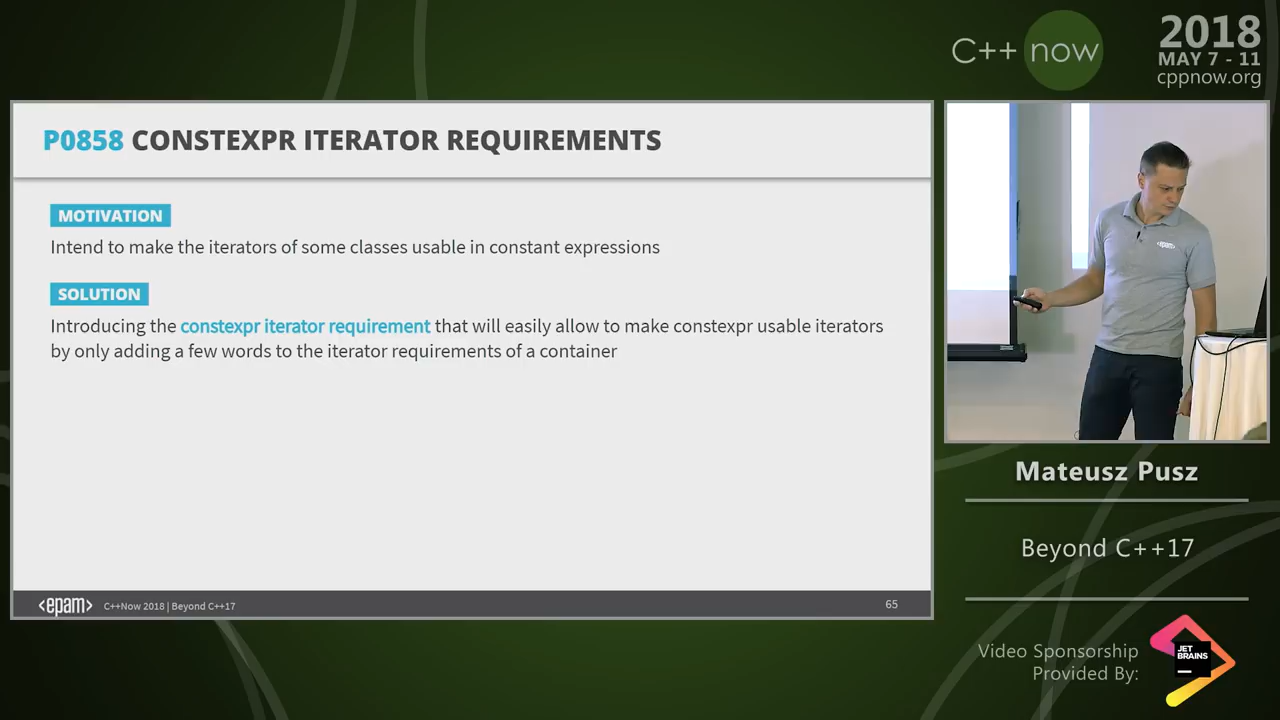 C++ now
2018
MAY 7 - 11
cppnow.org
P0858 CONSTEXPR ITERATOR REQUIREMENTS
MOTIVATION
Intend to make the iterators of some classes usable in constant expressions
SOLUTION
Introducing the constexpr iterator requirement that will easily allow to make constexpr usable iterators
by only adding a few words to the iterator requirements of a container
<epam> C++Now 2018 | Beyond C++17
65
<epam>
Mateusz Pusz
Beyond C++17
Video Sponsorship
Provided By:
JET
BRAINS